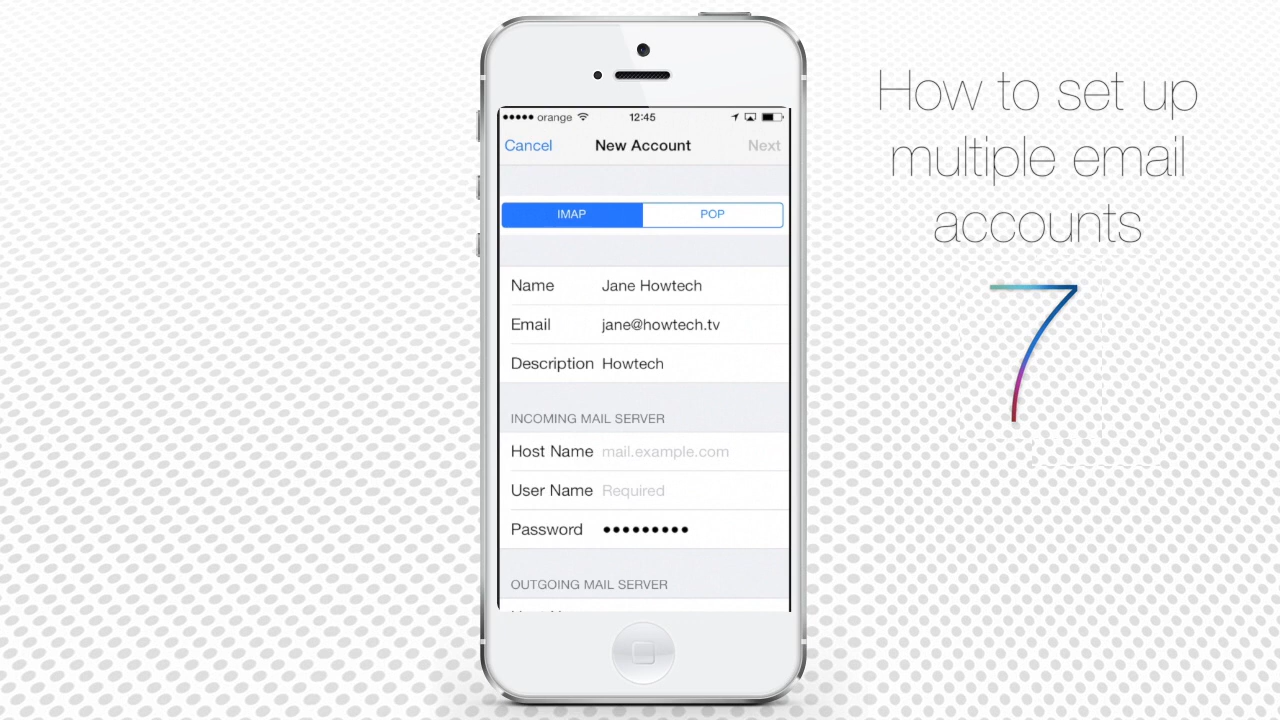 How to set up
multiple email
accounts
7
orange 12:45
Cancel New Account Next
IMAP POP
Name Jane Howtech
Email jane@howtech.tv
Description Howtech
INCOMING MAIL SERVER
Host Name mail.example.com
User Name Required
Password •••••••••
OUTGOING MAIL SERVER